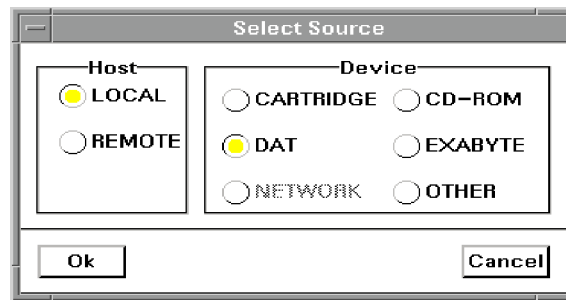 Select Source
Host
LOCAL
REMOTE
Device
CARTRIDGE
CD-ROM
DAT
EXABYTE
NETWORK
OTHER
Ok
Cancel